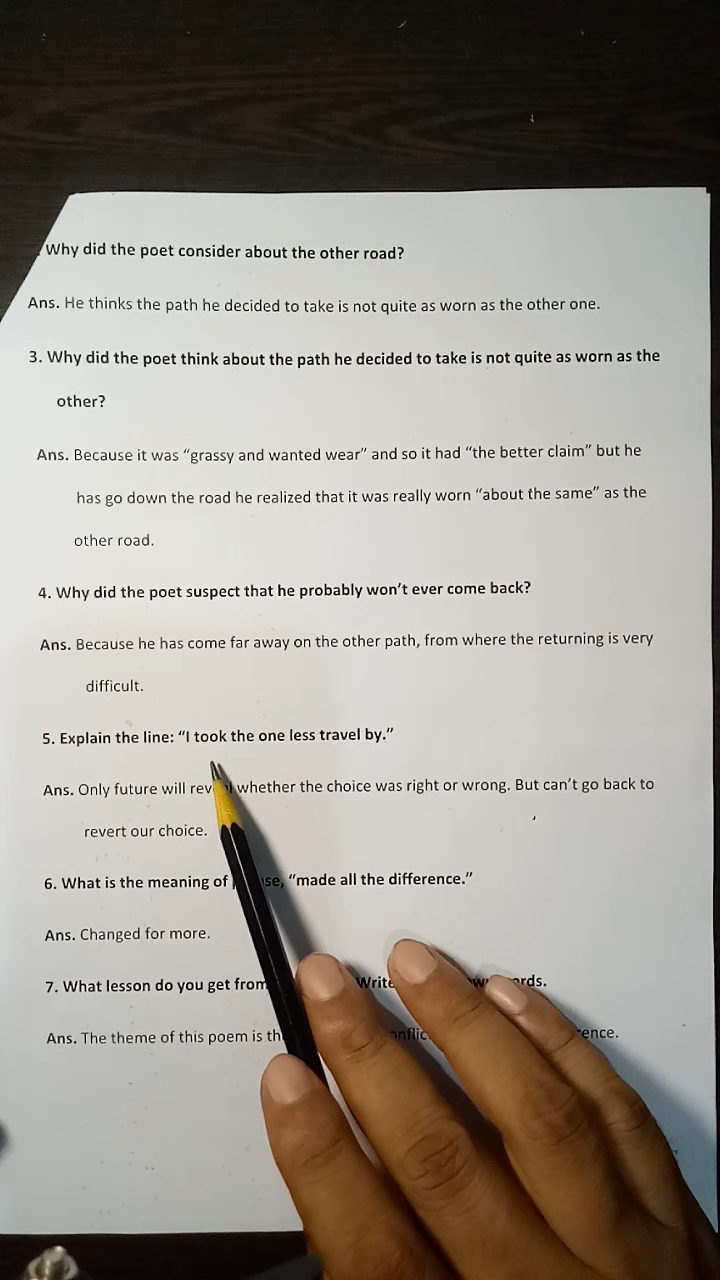 Why did the poet consider about the other road?
Ans. He thinks the path he decided to take is not quite as worn as the other one.
3. Why did the poet think about the path he decided to take is not quite as worn as the
other?
Ans. Because it was “grassy and wanted wear” and so it had “the better claim” but he
has go down the road he realized that it was really worn “about the same” as the
other road.
4. Why did the poet suspect that he probably won’t ever come back?
Ans. Because he has come far away on the other path, from where the returning is very
difficult.
5. Explain the line: “I took the one less travel by.”
Ans. Only future will whether the choice was right or wrong. But can’t go back to
revert our choice.
6. What is the meaning of “made all the difference.”
Ans. Changed for more.
7. What lesson do you get from Write
Ans. The theme of this poem is